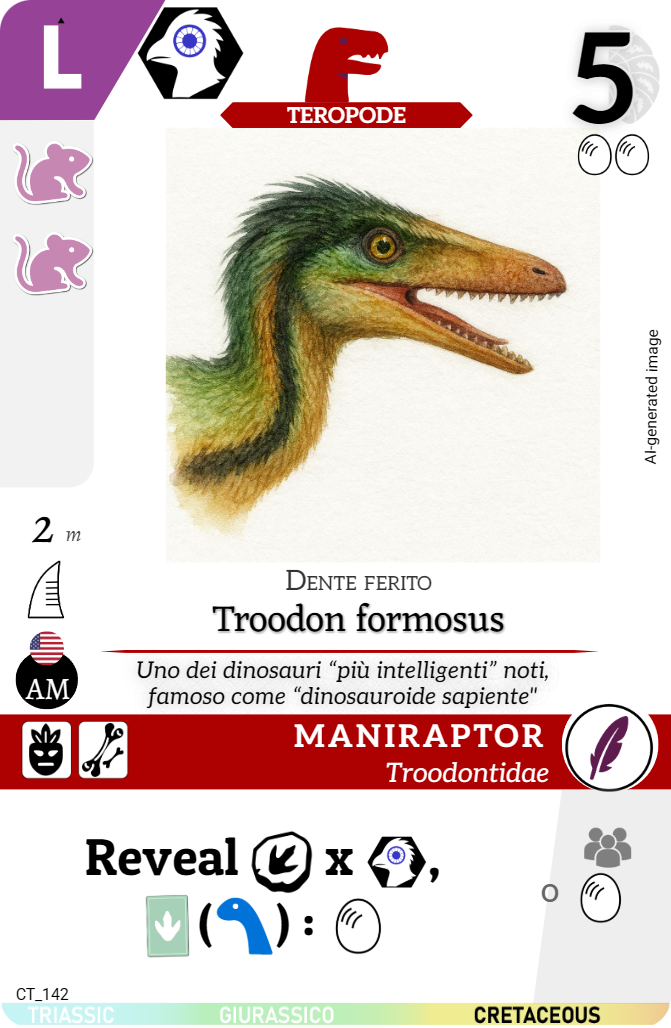 L
TEROPODE
5
AI-generated image
2 m
AM
DENTE FERITO
Troodon formosus
Uno dei dinosauri “più intelligenti” noti,
famoso come “dinosauroide sapiente"
MANIRAPTOR
Troodontidae
Reveal x ,
( ) :
O
CT_142
TRIASSIC GIURASSICO CRETACEOUS